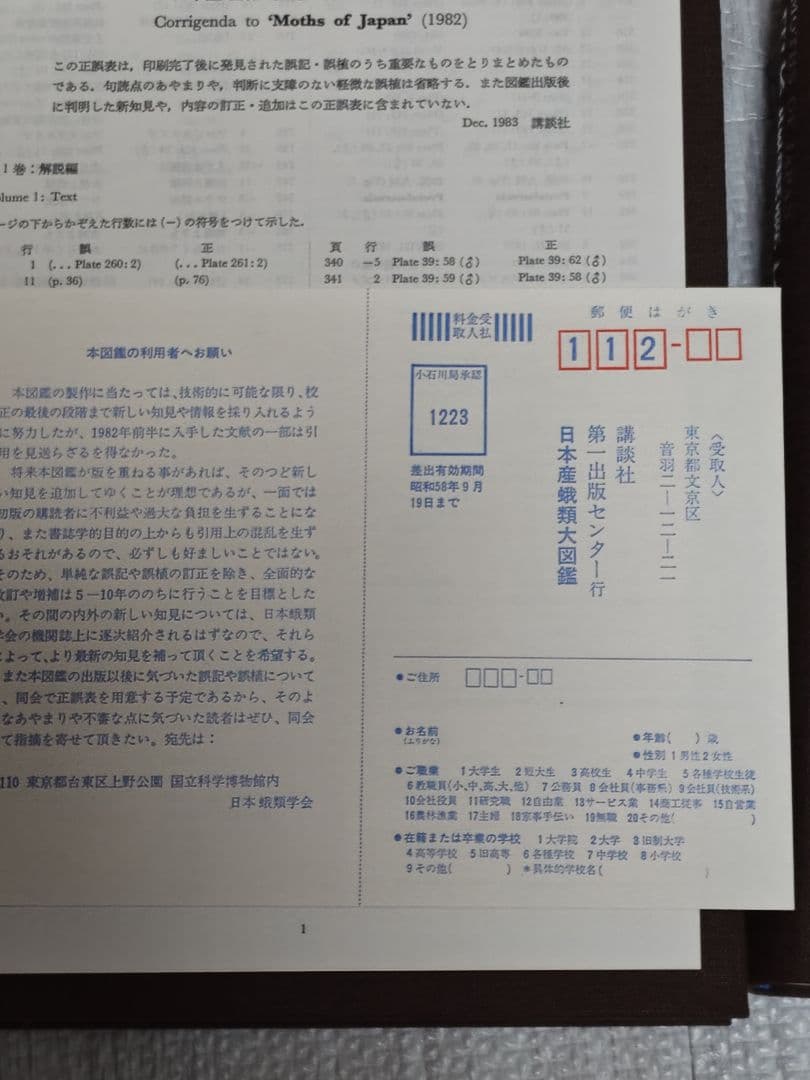 Corrigenda to 'Moths of Japan' (1982)
この正誤表は，印刷完了後に発見された誤記・誤植のうち重要なものをとりまとめたもの
である．句読点のあやまりや，判断に支障のない軽微な誤植は省略する．また図鑑出版後
に判明した新知見や，内容の訂正・追加はこの正誤表に含まれていない．
Dec. 1983 講談社
1巻：解説編
lume 1: Text
ージの下からかぞえた行数には(－)の符号をつけて示した．
行 誤 正
1 (... Plate 260: 2) (... Plate 261: 2)
11 (p. 36) (p. 76)
頁 行 誤 正
340 －5 Plate 39: 58 (♂) Plate 39: 62 (♂)
341 2 Plate 39: 59 (♂) Plate 39: 58 (♂)
本図鑑の利用者へお願い
本図鑑の製作に当たっては、技術的に可能な限り、校
正の最後の段階まで新しい知見や情報を採り入れるよう
に努力したが、1982年前半に入手した文献の一部は引
用を見送らざるを得なかった。
将来本図鑑が版を重ねる事があれば、そのつど新し
い知見を追加してゆくことが理想であるが、一面では
初版の購読者に不利益や過大な負担を生ずることにな
り、また書誌学的目的の上からも引用上の混乱を生ず
るおそれがあるので、必ずしも好ましいことではない。
そのため、単純な誤記や誤植の訂正を除き、全面的な
改訂や増補は５―10年ののちに行うことを目標とした
い。その間の内外の新しい知見については、日本蛾類
学会の機関誌上に逐次紹介されるはずなので、それら
によって、より最新の知見を補って頂くことを希望する。
また本図鑑の出版以後に気づいた誤記や誤植について
、同会で正誤表を用意する予定であるから、そのよ
なあやまりや不審な点に気づいた読者はぜひ、同会
て指摘を寄せて頂きたい。宛先は：
110 東京都台東区上野公園 国立科学博物館内
日本蛾類学会
料金受
取人払
郵便はがき
112-□□
小石川局承認
1223
差出有効期間
昭和58年９月
19日まで
〈受取人〉
東京都文京区
音羽二―一二―二一
講談社
第一出版センター行
日本産蛾類大図鑑
●ご住所 □□□-□□
●お名前
(ふりがな)
●年齢( )歳
●性別 1男性2女性
●ご職業 1大学生 2短大生 3高校生 4中学生 5各種学校生徒
6教職員(小、中、高、大、他) 7公務員 8会社員(事務系) 9会社員(技術系)
10会社役員 11研究職 12自由業 13サービス業 14商工従事 15自営業
16農林漁業 17主婦 18家事手伝い 19無職 20その他( )
●在籍または卒業の学校 1大学院 2大学 3旧制大学
4高等学校 5旧高専 6各種学校 7中学校 8小学校
9その他( ) *具体的学校名( )
1